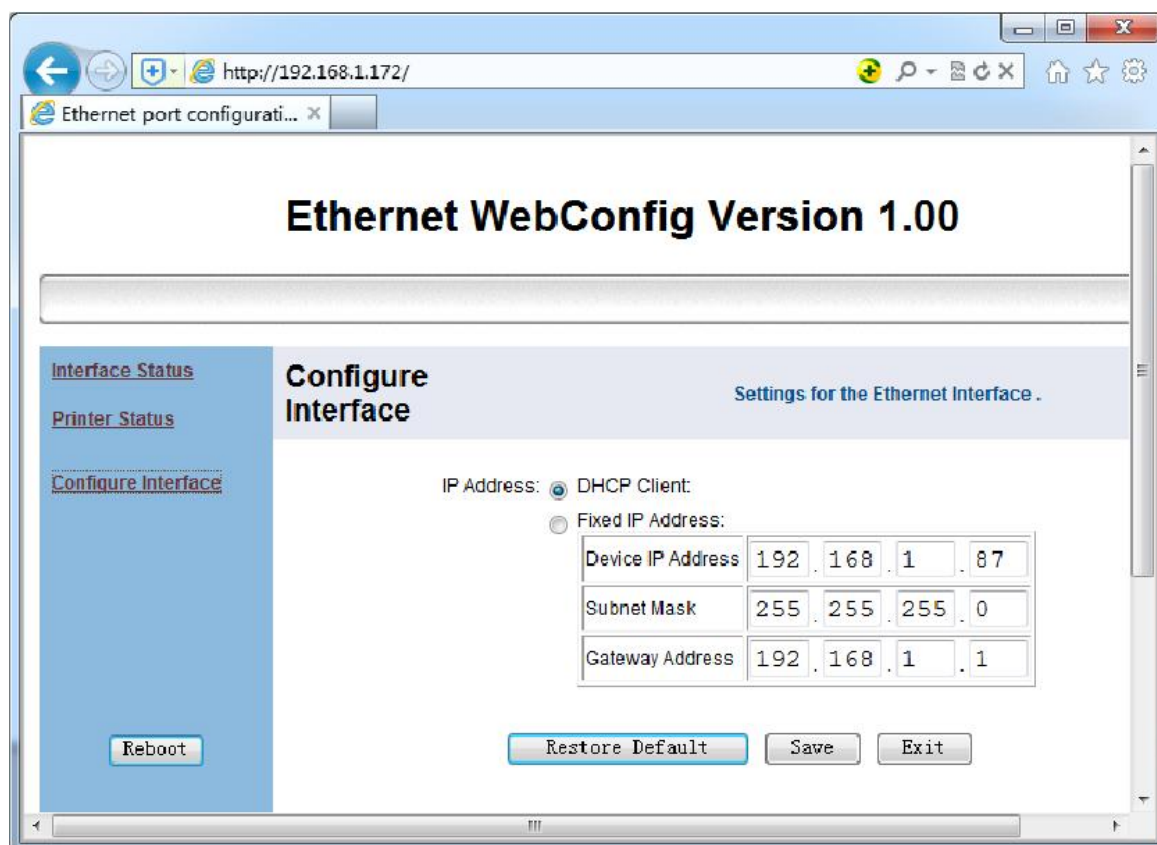 http://192.168.1.172/
Ethernet port configurati...
Ethernet WebConfig Version 1.00
Interface Status
Printer Status
Configure Interface
Configure
Interface
Settings for the Ethernet Interface .
IP Address: DHCP Client:
Fixed IP Address:
Device IP Address 192 . 168 . 1 . 87
Subnet Mask 255 . 255 . 255 . 0
Gateway Address 192 . 168 . 1 . 1
Reboot
Restore Default Save Exit